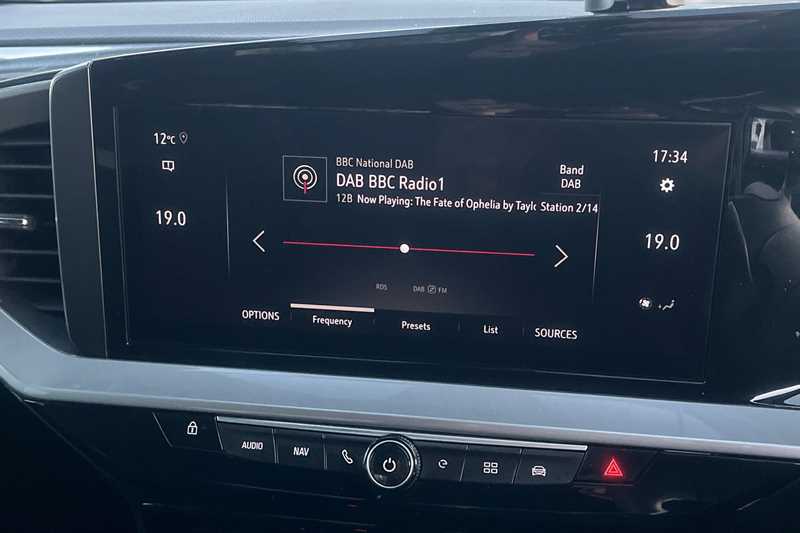 12°C
19.0
BBC National DAB
DAB BBC Radio1
12B Now Playing: The Fate of Ophelia by Taylo Station 2/14
Band
DAB
17:34
19.0
RDS
DAB FM
OPTIONS
Frequency
Presets
List
SOURCES
AUDIO
NAV